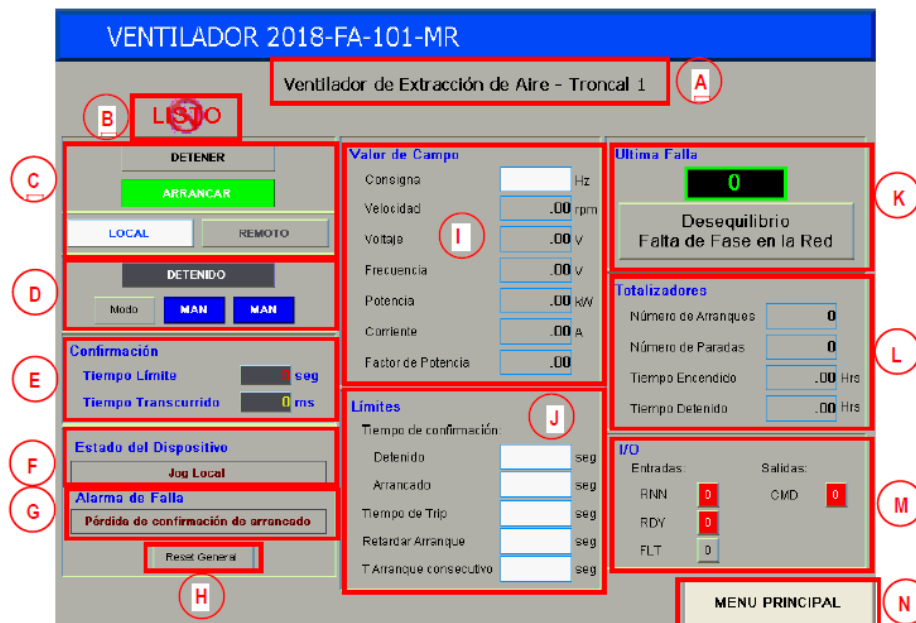 VENTILADOR 2018-FA-101-MR
Ventilador de Extracción de Aire - Troncal 1
A
B
LISTO
C
DETENER
ARRANCAR
LOCAL REMOTO
D
DETENIDO
Modo MAN MAN
E
Confirmación
Tiempo Límite 0 seg
Tiempo Transcurrido 0 ms
F
Estado del Dispositivo
Jog Local
G
Alarma de Falla
Pérdida de confirmación de arrancado
Reset General
H
Valor de Campo
Consigna Hz
Velocidad .00 rpm
Voltaje .00 V
I
Frecuencia .00 V
Potencia .00 kW
Corriente .00 A
Factor de Potencia .00
Límites
J
Tiempo de confirmación:
Detenido seg
Arrancado seg
Tiempo de Trip seg
Retardar Arranque seg
T Arranque consecutivo seg
Ultima Falla
0
K
Desequilibrio
Falta de Fase en la Red
Totalizadores
Número de Arranques 0
Número de Paradas 0
L
Tiempo Encendido .00 Hrs
Tiempo Detenido .00 Hrs
I/O
Entradas: Salidas:
RNN 0 CMD 0
M
RDY 0
FLT 0
MENU PRINCIPAL
N